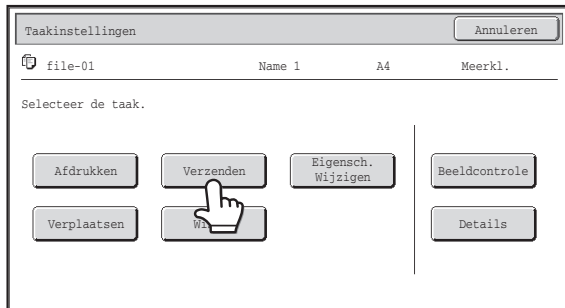 Taakinstellingen Annuleren
file-01 Name 1 A4 Meerkl.
Selecteer de taak.
Afdrukken Verzenden Eigensch. Wijzigen Beeldcontrole
Verplaatsen Details